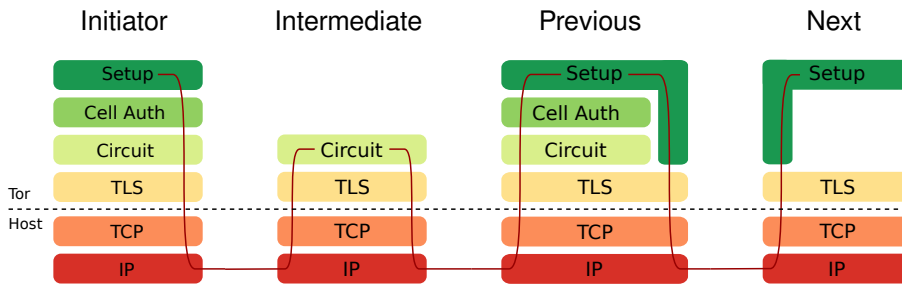 Initiator
Intermediate
Previous
Next
Setup
Setup
Setup
Cell Auth
Cell Auth
Circuit
Circuit
Circuit
TLS
TLS
TLS
TLS
Tor
Host
TCP
TCP
TCP
TCP
IP
IP
IP
IP